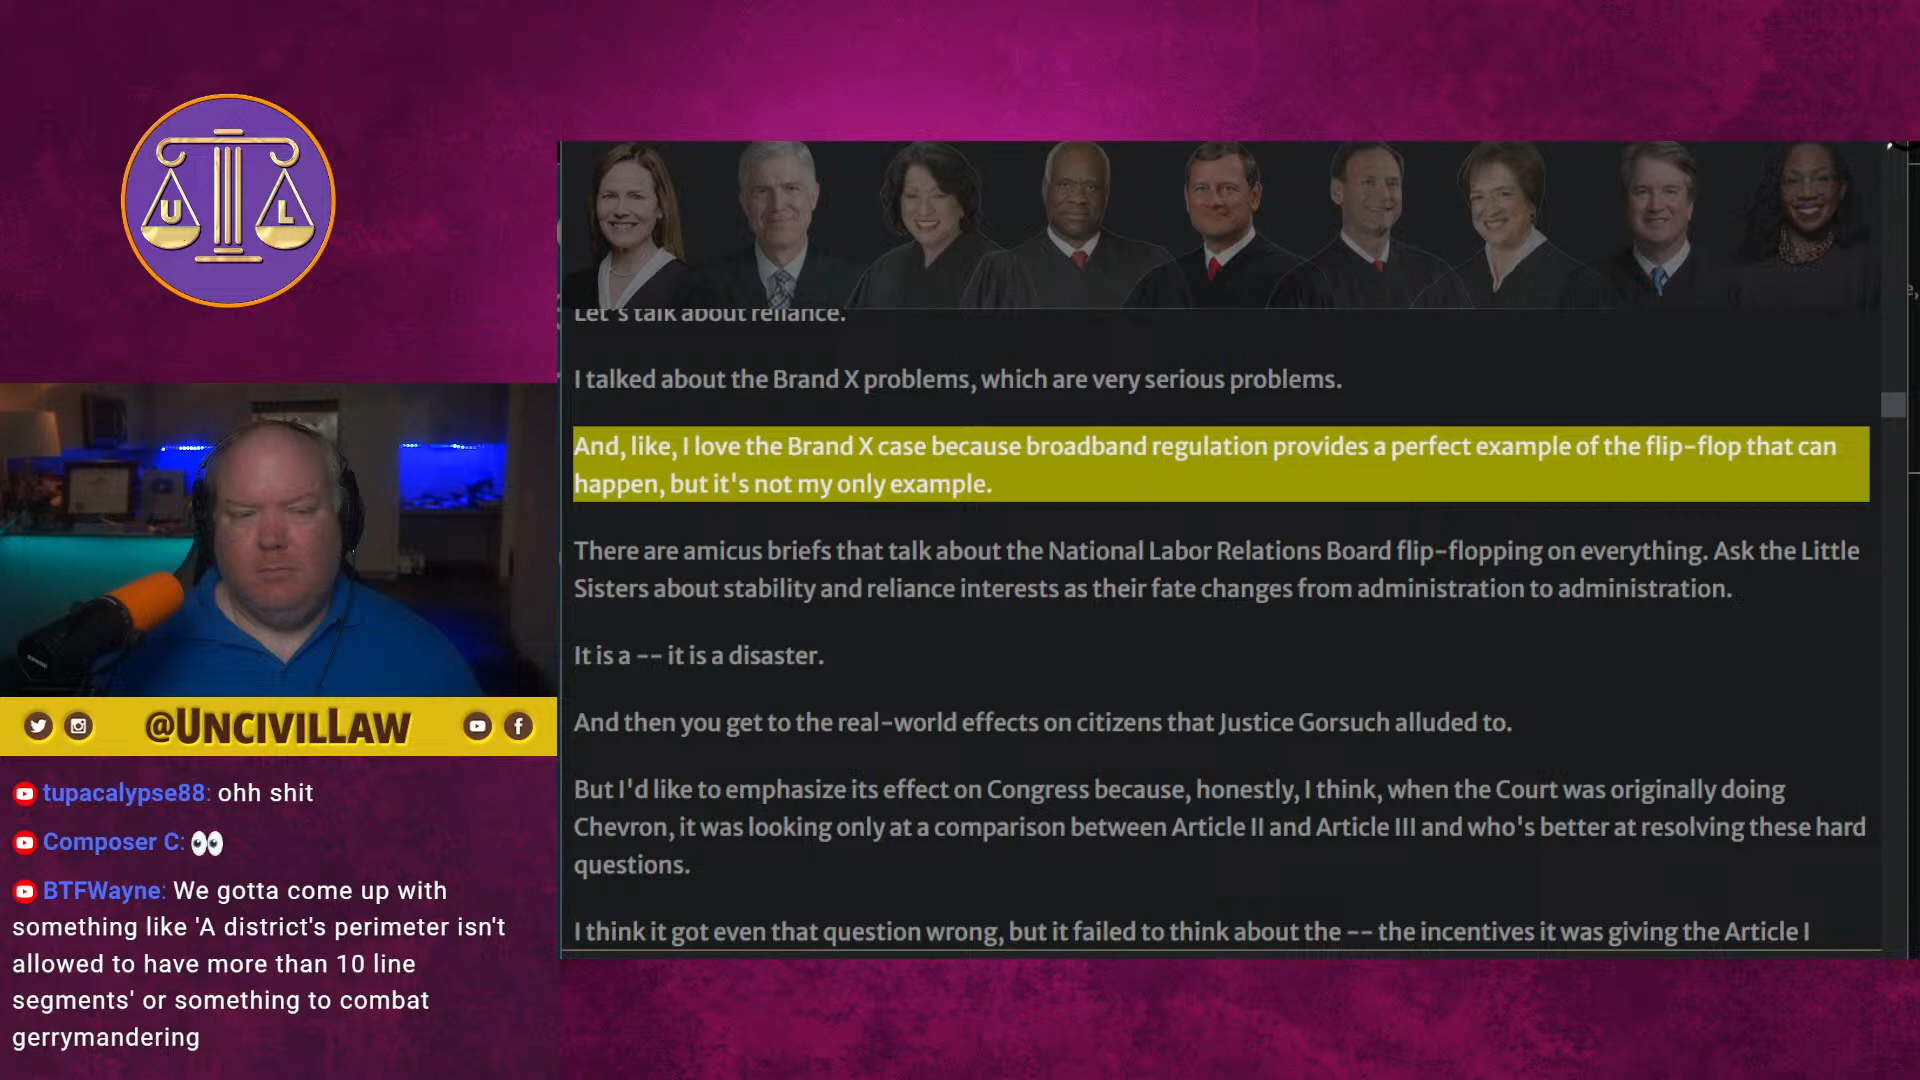 U L
Let's talk about reliance.
I talked about the Brand X problems, which are very serious problems.
And, like, I love the Brand X case because broadband regulation provides a perfect example of the flip-flop that can
happen, but it's not my only example.
There are amicus briefs that talk about the National Labor Relations Board flip-flopping on everything. Ask the Little
Sisters about stability and reliance interests as their fate changes from administration to administration.
It is a -- it is a disaster.
And then you get to the real-world effects on citizens that Justice Gorsuch alluded to.
But I'd like to emphasize its effect on Congress because, honestly, I think, when the Court was originally doing
Chevron, it was looking only at a comparison between Article II and Article III and who's better at resolving these hard
questions.
I think it got even that question wrong, but it failed to think about the -- the incentives it was giving the Article I
@UNCIVILLAW
tupacalypse88: ohh shit
Composer C: 👀
BTFWayne: We gotta come up with
something like 'A district's perimeter isn't
allowed to have more than 10 line
segments' or something to combat
gerrymandering